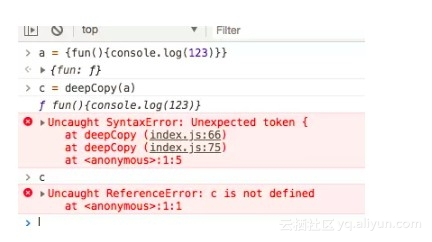 top
Filter
> a = {fun(){console.log(123)}}
< ▸{fun: ƒ}
> c = deepCopy(a)
ƒ fun(){console.log(123)}
▸Uncaught SyntaxError: Unexpected token {
at deepCopy (index.js:66)
at deepCopy (index.js:75)
at <anonymous>:1:5
> c
▸Uncaught ReferenceError: c is not defined
at <anonymous>:1:1
>
云栖社区 yq.aliyun.com